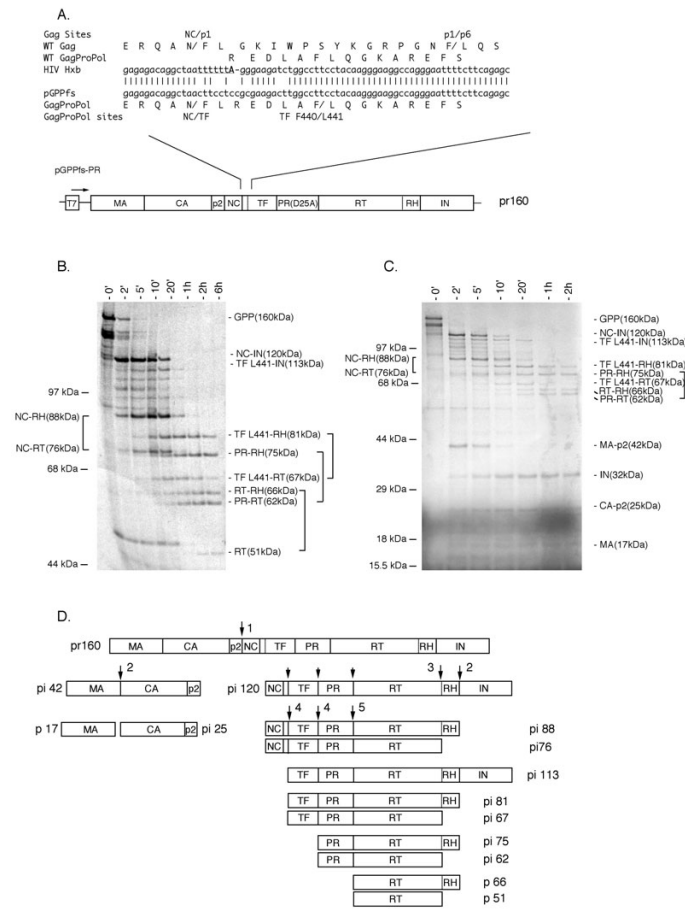 A.
Gag Sites NC/p1 p1/p6
WT Gag E R Q A N/ F L G K I W P S Y K G R P G N F/ L Q S
WT GagProPol R E D L A F L Q G K A R E F S
HIV Hxb gagagacaggctaatttttttA-gggaagatctggccttcctacaagggaaggccagggaattttcttcagagc
pGPPfs gagagacaggctaacttcctccgcgaagacttggccttcctacaagggaaggccagggaattttcttcagagc
GagProPol E R Q A N/ F L R E D L A F/ L Q G K A R E F S
GagProPol sites NC/TF TF F440/L441
pGPPfs-PR
T7 MA CA p2 NC TF PR(D25A) RT RH IN pr160
B.
- 0' - 2' - 5' - 10' - 20' - 1h - 2h - 6h
- GPP(160kDa)
- NC-IN(120kDa)
- TF L441-IN(113kDa)
97 kDa –
NC-RH(88kDa)
- TF L441-RH(81kDa)
NC-RT(76kDa)
- PR-RH(75kDa)
68 kDa –
- TF L441-RT(67kDa)
- RT-RH(66kDa)
- PR-RT(62kDa)
- RT(51kDa)
44 kDa –
C.
- 0' - 2' - 5' - 10' - 20' - 1h - 2h
- GPP(160kDa)
- NC-IN(120kDa)
- TF L441-IN(113kDa)
97 kDa –
NC-RH(88kDa)
- TF L441-RH(81kDa)
NC-RT(76kDa)
- PR-RH(75kDa)
68 kDa –
- TF L441-RT(67kDa)
- RT-RH(66kDa)
- PR-RT(62kDa)
44 kDa –
- MA-p2(42kDa)
- IN(32kDa)
29 kDa –
- CA-p2(25kDa)
18 kDa –
- MA(17kDa)
15.5 kDa –
D.
1
pr160 MA CA p2 NC TF PR RT RH IN
2 3 2
pi 42 MA CA p2 pi 120 NC TF PR RT RH IN
4 4 5
p 17 MA CA p2 pi 25 NC TF PR RT RH pi 88
NC TF PR RT pi76
TF PR RT RH IN pi 113
TF PR RT RH pi 81
TF PR RT pi 67
PR RT RH pi 75
PR RT pi 62
RT RH p 66
RT p 51